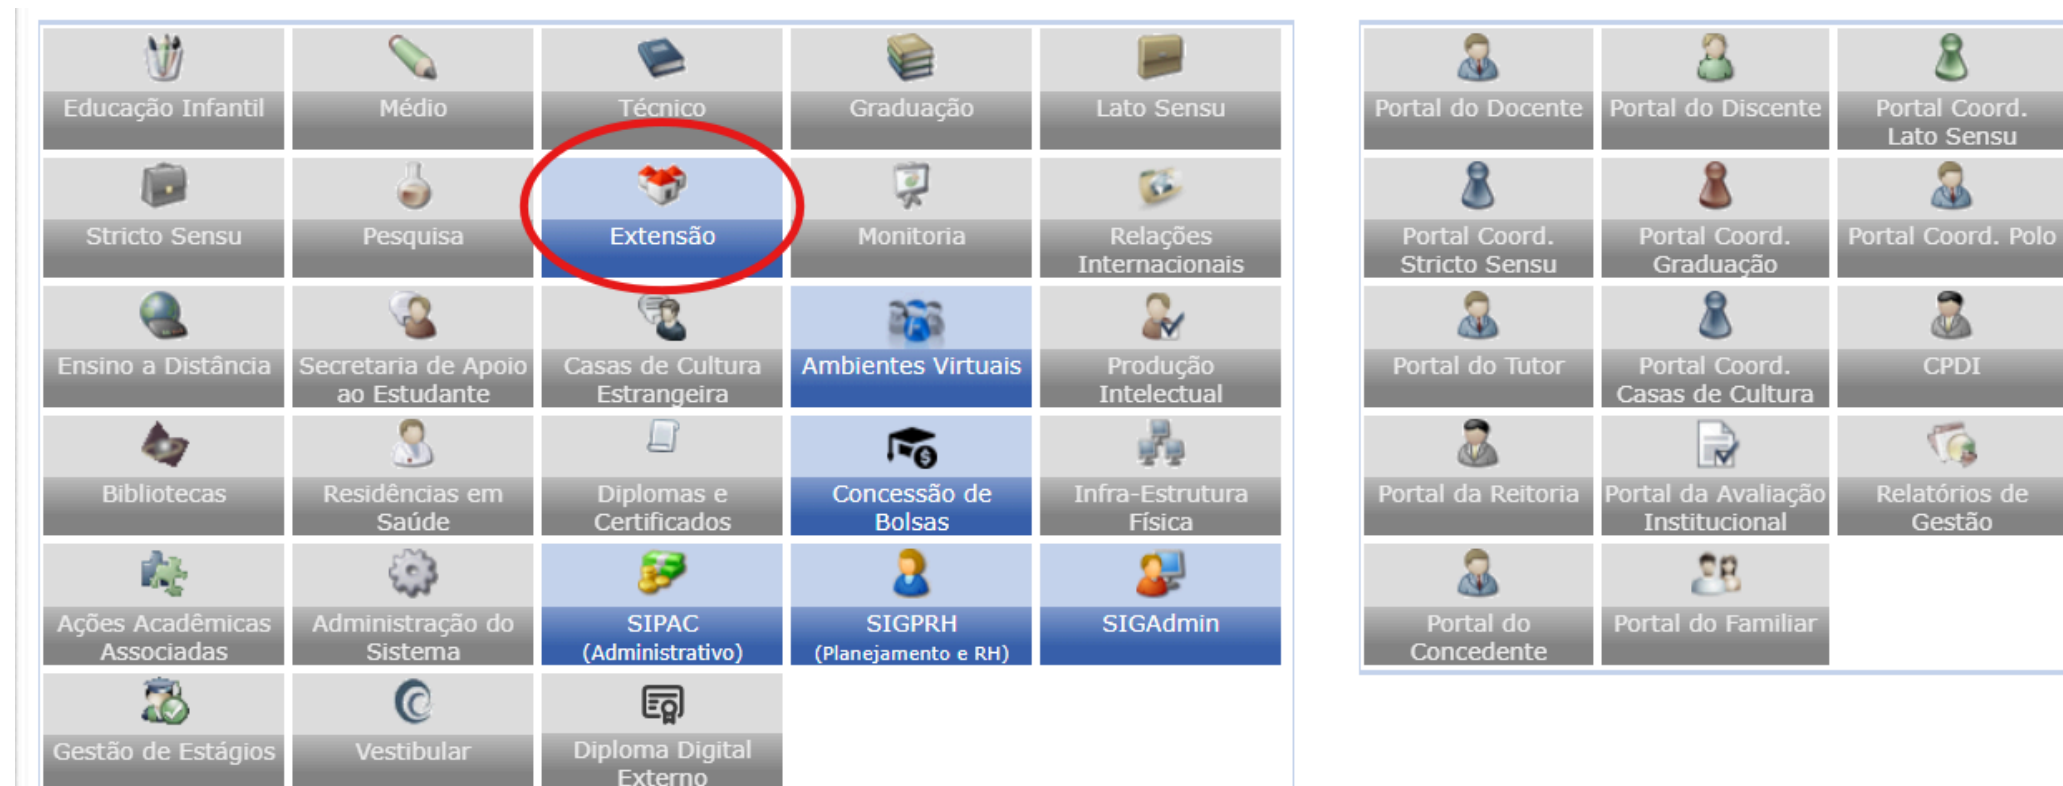 Educação Infantil
Médio
Técnico
Graduação
Lato Sensu
Stricto Sensu
Pesquisa
Extensão
Monitoria
Relações
Internacionais
Ensino a Distância
Secretaria de Apoio
ao Estudante
Casas de Cultura
Estrangeira
Ambientes Virtuais
Produção
Intelectual
Bibliotecas
Residências em
Saúde
Diplomas e
Certificados
Concessão de
Bolsas
Infra-Estrutura
Física
Ações Acadêmicas
Associadas
Administração do
Sistema
SIPAC
(Administrativo)
SIGPRH
(Planejamento e RH)
SIGAdmin
Gestão de Estágios
Vestibular
Diploma Digital
Externo
Portal do Docente
Portal do Discente
Portal Coord.
Lato Sensu
Portal Coord.
Stricto Sensu
Portal Coord.
Graduação
Portal Coord. Polo
Portal do Tutor
Portal Coord.
Casas de Cultura
CPDI
Portal da Reitoria
Portal da Avaliação
Institucional
Relatórios de
Gestão
Portal do
Concedente
Portal do Familiar